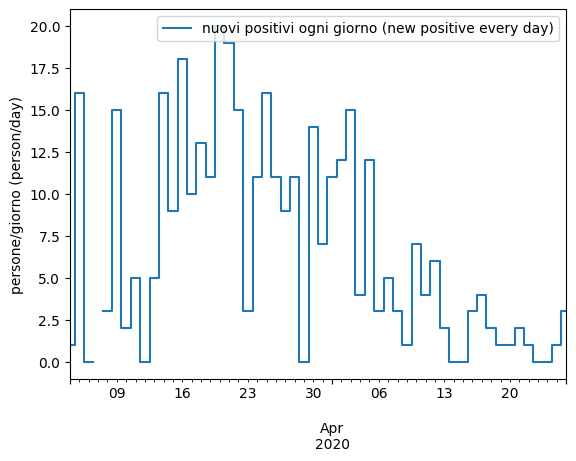 nuovi positivi ogni giorno (new positive every day)
persone/giorno (person/day)
20.0
17.5
15.0
12.5
10.0
7.5
5.0
2.5
0.0
09 16 23 30 06 13 20
Apr
2020